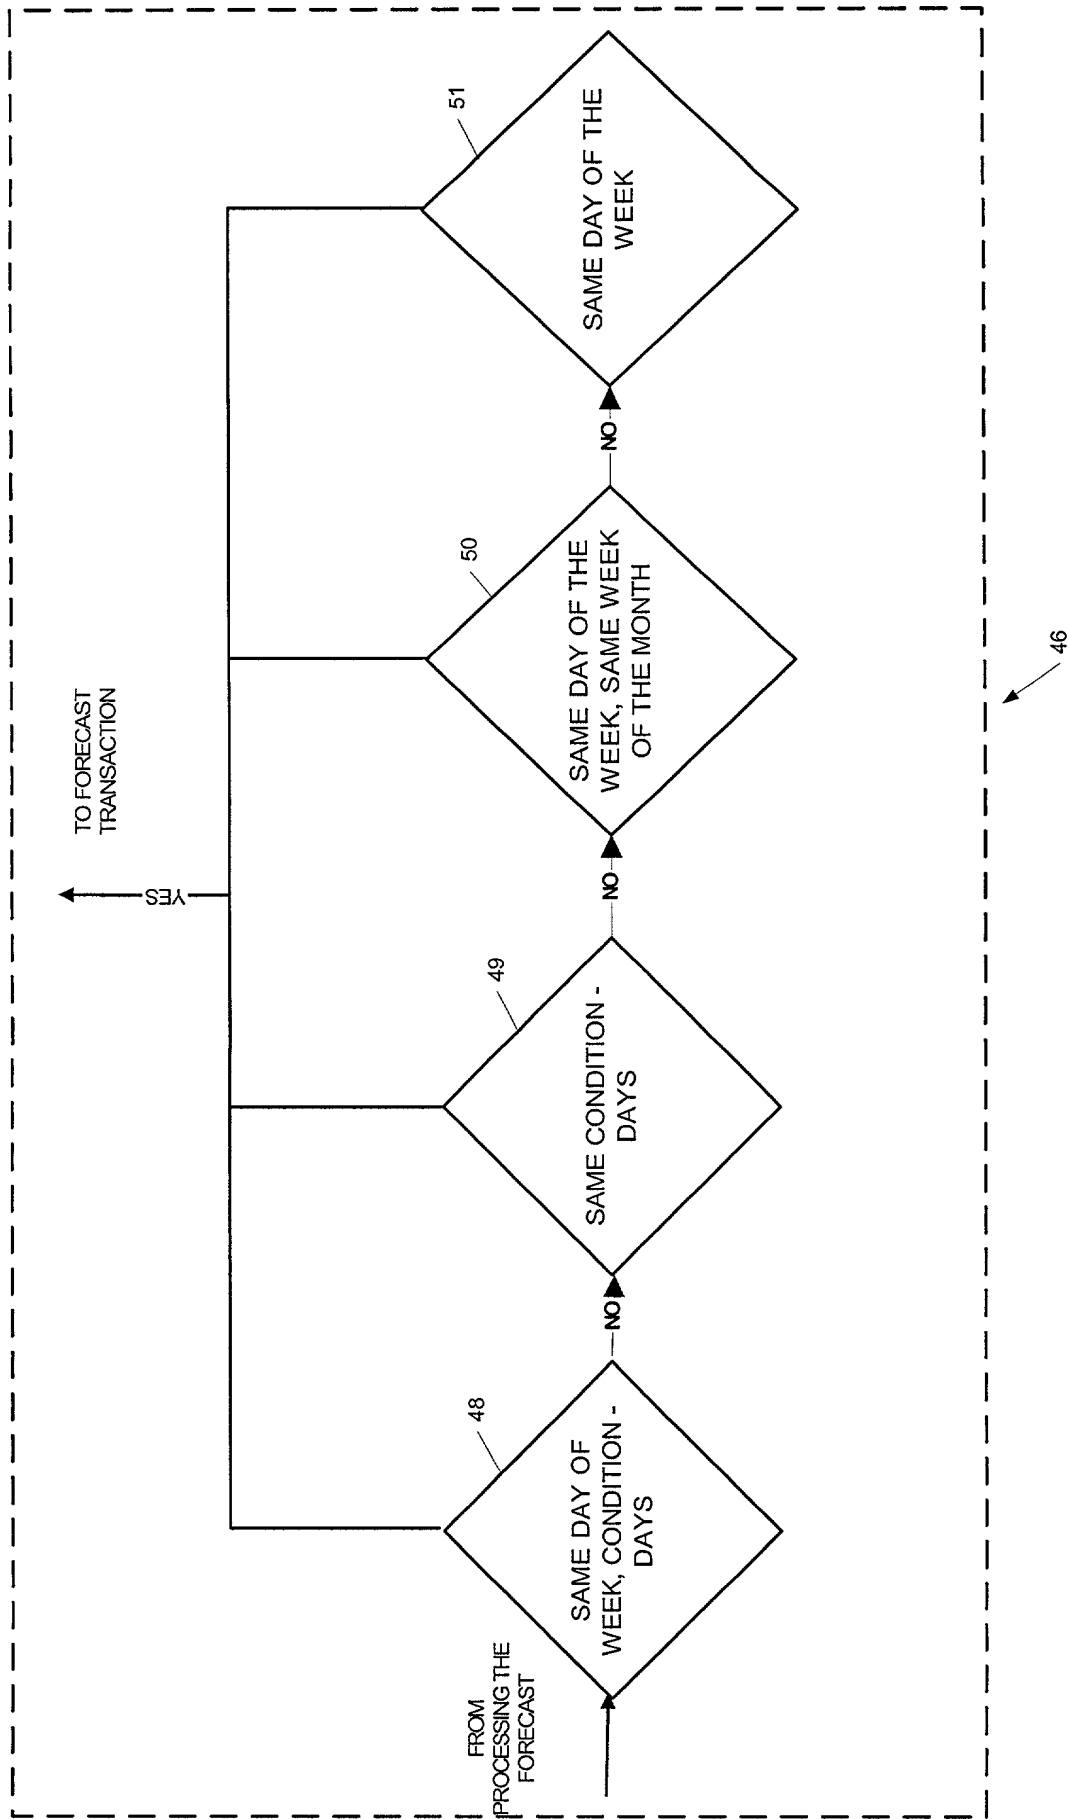 FROM
PROCESSING THE
FORECAST
48
SAME DAY OF
WEEK, CONDITION -
DAYS
NO
49
SAME CONDITION -
DAYS
NO
50
SAME DAY OF THE
WEEK, SAME WEEK
OF THE MONTH
NO
51
SAME DAY OF THE
WEEK
YES
TO FORECAST
TRANSACTION
46